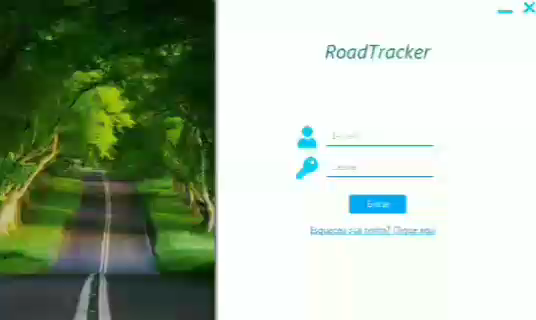 RoadTracker
Entrar
Esqueceu sua senha? Clique aqui